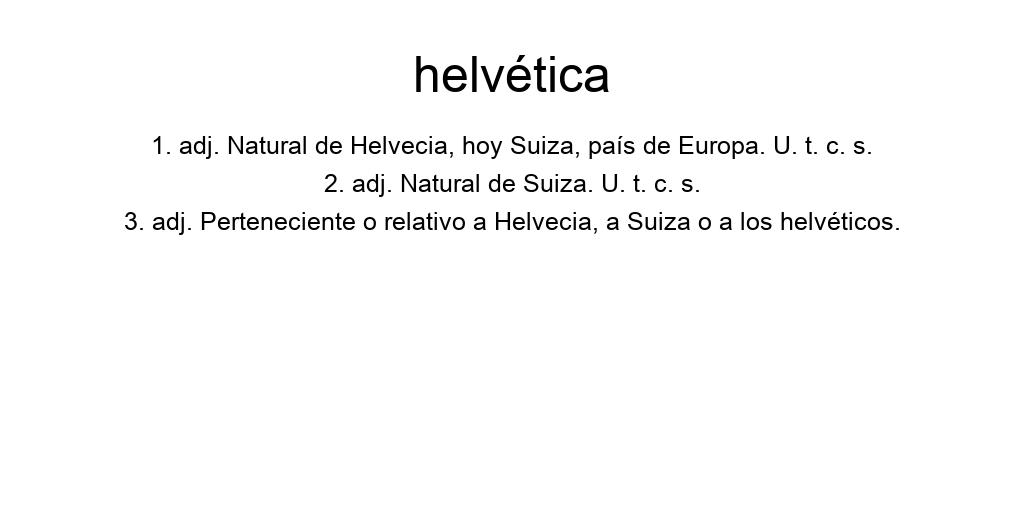 helvética
1. adj. Natural de Helvecia, hoy Suiza, país de Europa. U. t. c. s.
2. adj. Natural de Suiza. U. t. c. s.
3. adj. Perteneciente o relativo a Helvecia, a Suiza o a los helvéticos.